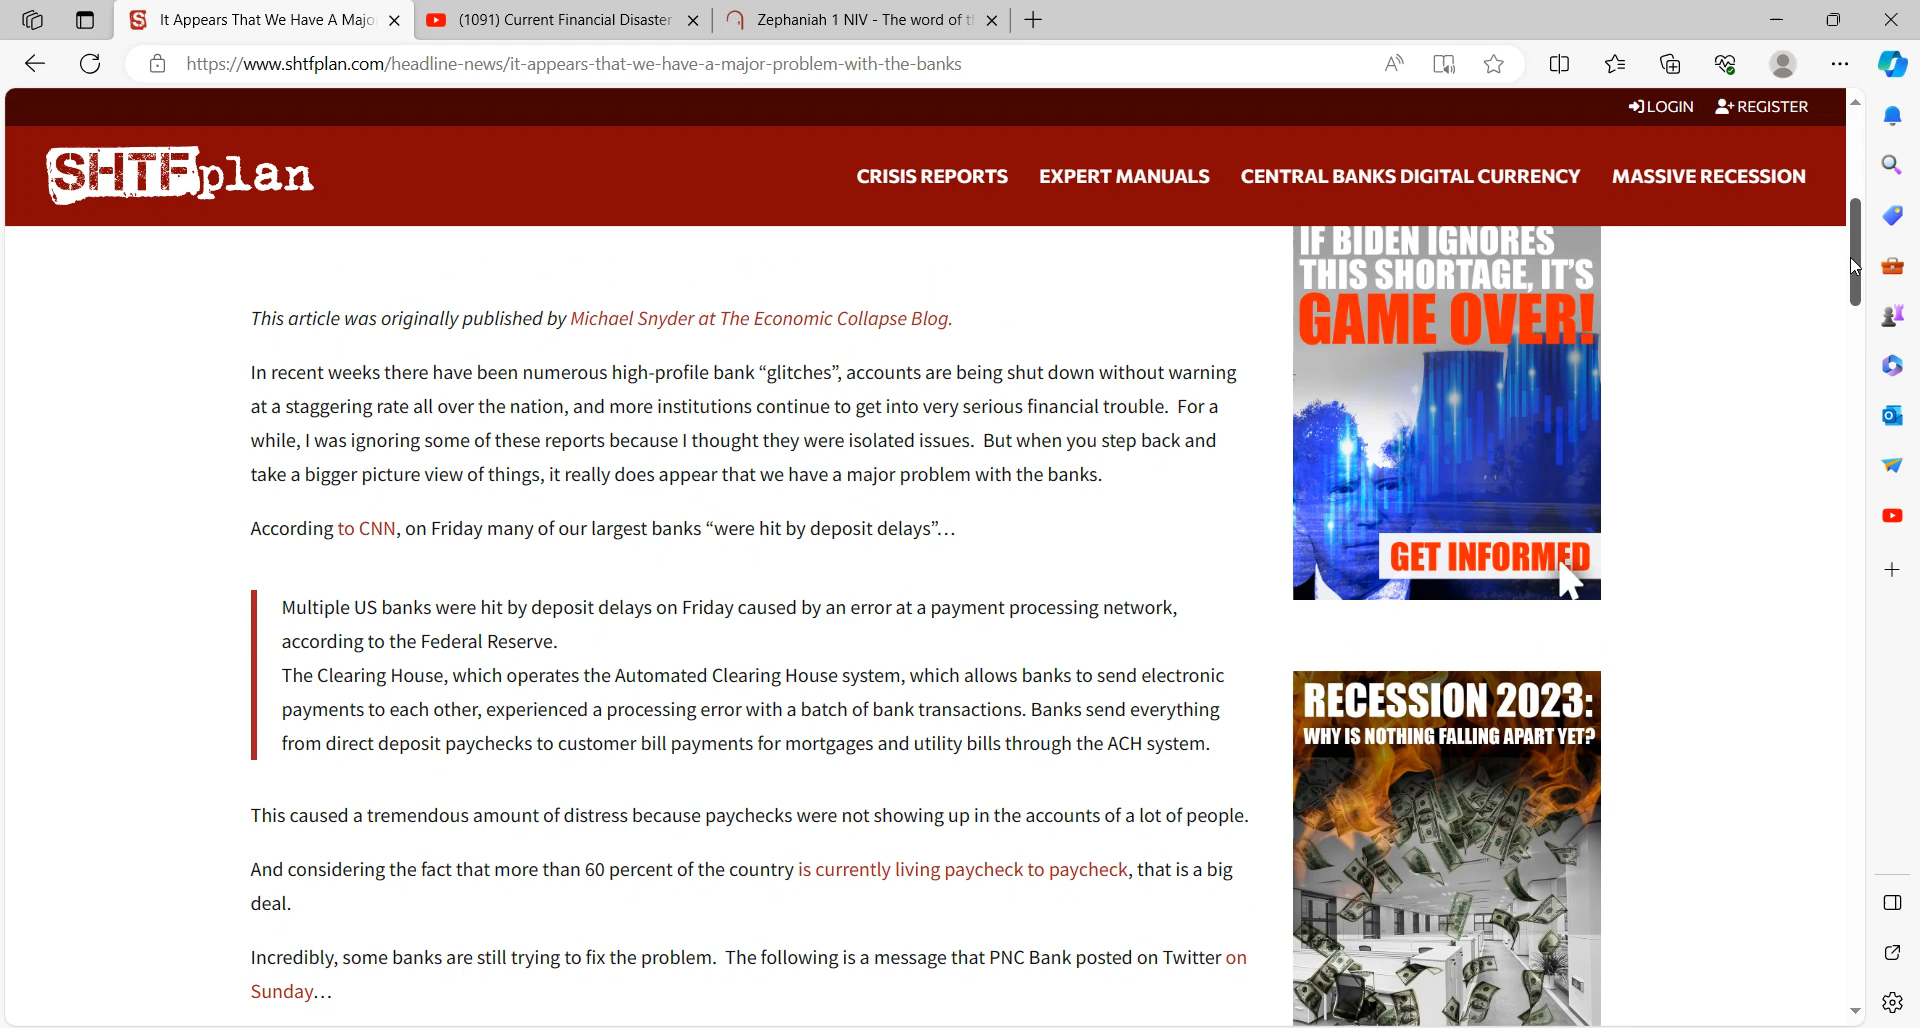 It Appears That We Have A Majo
(1091) Current Financial Disaster
Zephaniah 1 NIV - The word of t
https://www.shtfplan.com/headline-news/it-appears-that-we-have-a-major-problem-with-the-banks
LOGIN
REGISTER
SHTFplan
CRISIS REPORTS
EXPERT MANUALS
CENTRAL BANKS DIGITAL CURRENCY
MASSIVE RECESSION
This article was originally published by Michael Snyder at The Economic Collapse Blog.
In recent weeks there have been numerous high-profile bank “glitches”, accounts are being shut down without warning
at a staggering rate all over the nation, and more institutions continue to get into very serious financial trouble. For a
while, I was ignoring some of these reports because I thought they were isolated issues. But when you step back and
take a bigger picture view of things, it really does appear that we have a major problem with the banks.
According to CNN, on Friday many of our largest banks “were hit by deposit delays”…
Multiple US banks were hit by deposit delays on Friday caused by an error at a payment processing network,
according to the Federal Reserve.
The Clearing House, which operates the Automated Clearing House system, which allows banks to send electronic
payments to each other, experienced a processing error with a batch of bank transactions. Banks send everything
from direct deposit paychecks to customer bill payments for mortgages and utility bills through the ACH system.
This caused a tremendous amount of distress because paychecks were not showing up in the accounts of a lot of people.
And considering the fact that more than 60 percent of the country is currently living paycheck to paycheck, that is a big
deal.
Incredibly, some banks are still trying to fix the problem. The following is a message that PNC Bank posted on Twitter on
Sunday…
IF BIDEN IGNORES
THIS SHORTAGE, IT'S
GAME OVER!
GET INFORMED
RECESSION 2023:
WHY IS NOTHING FALLING APART YET?